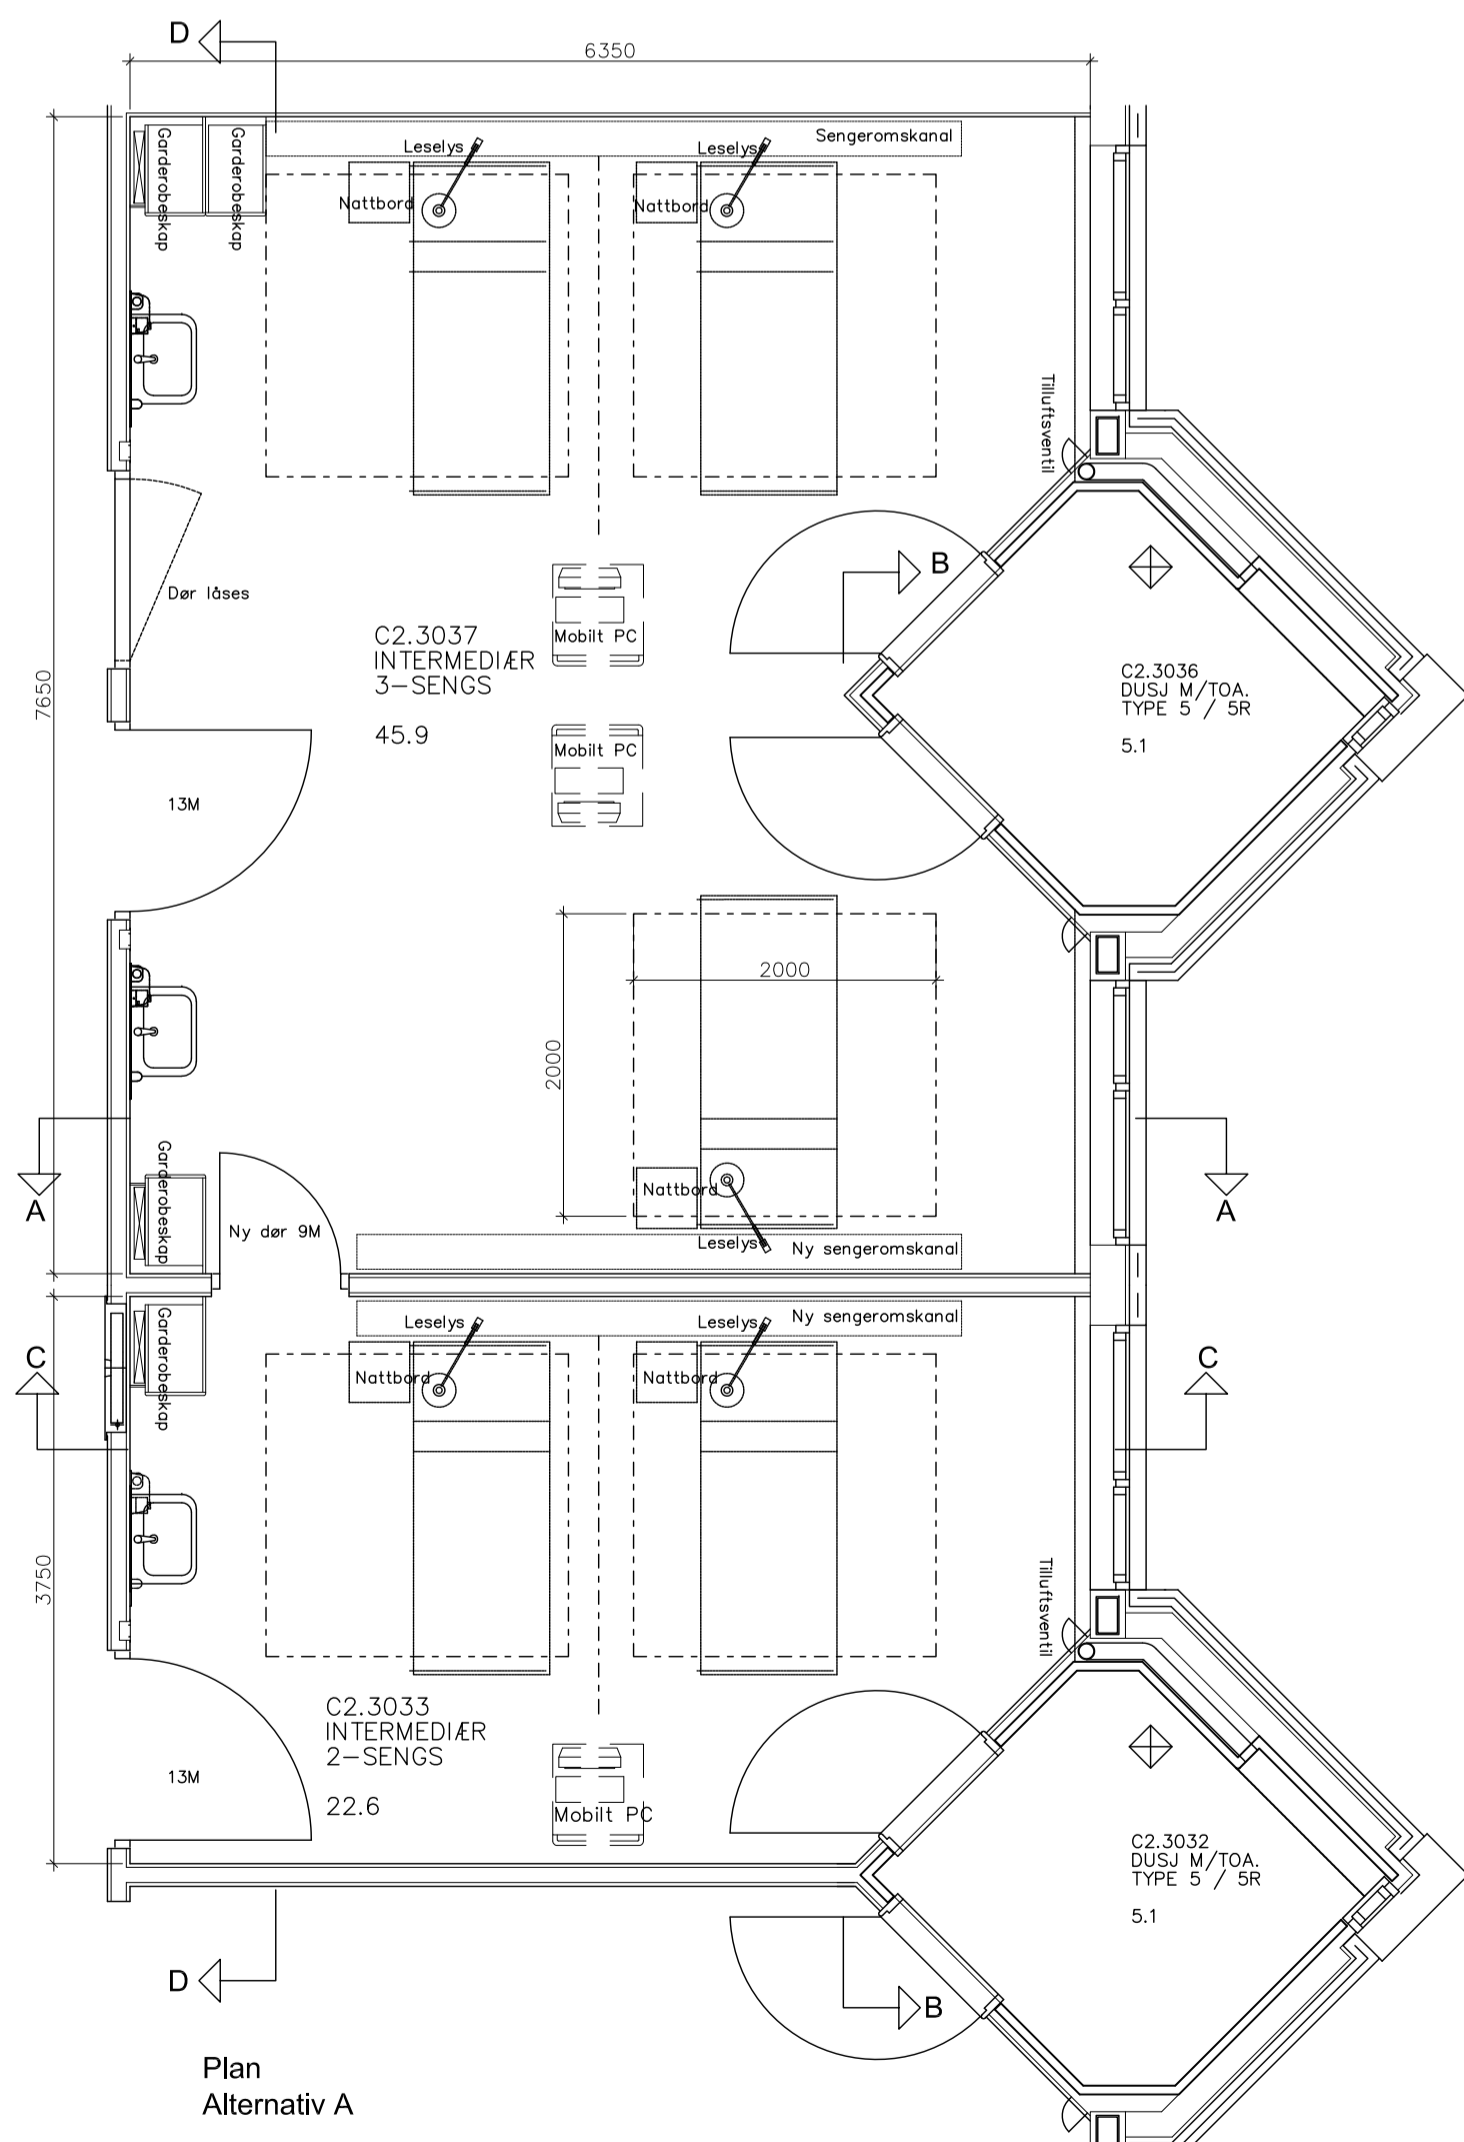 D
6350
Garderobeskap
Garderobeskap
Leselys
Leselys
Sengeromskanal
Nattbord
Nattbord
Tilluftsventil
Dør låses
B
7650
C2.3037
INTERMEDIÆR
3-SENGS
45.9
Mobilt PC
Mobilt PC
C2.3036
DUSJ M/TOA.
TYPE 5 / 5R
5.1
13M
2000
2000
A
Garderobeskap
Ny dør 9M
Nattbord
Leselys
Ny sengeromskanal
A
C
Garderobeskap
Leselys
Leselys
Ny sengeromskanal
Nattbord
Nattbord
C
3750
Tilluftsventil
C2.3033
INTERMEDIÆR
2-SENGS
22.6
13M
Mobilt PC
C2.3032
DUSJ M/TOA.
TYPE 5 / 5R
5.1
D
B
Plan
Alternativ A